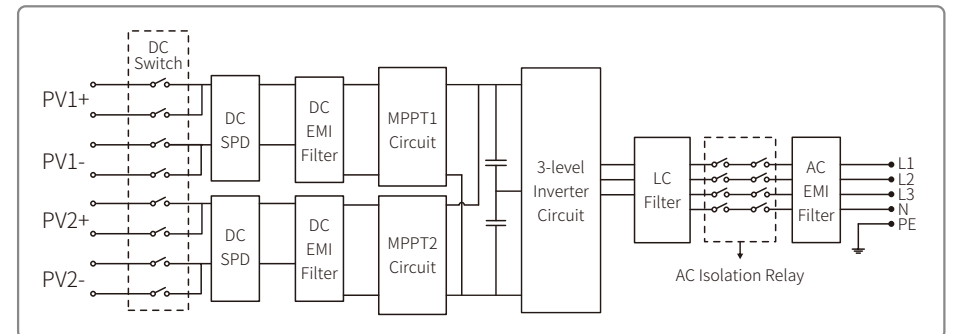 DC
Switch
PV1+
PV1-
PV2+
PV2-
DC
SPD
DC
EMI
Filter
MPPT1
Circuit
DC
SPD
DC
EMI
Filter
MPPT2
Circuit
3-level
Inverter
Circuit
LC
Filter
AC
EMI
Filter
L1
L2
L3
N
PE
AC Isolation Relay